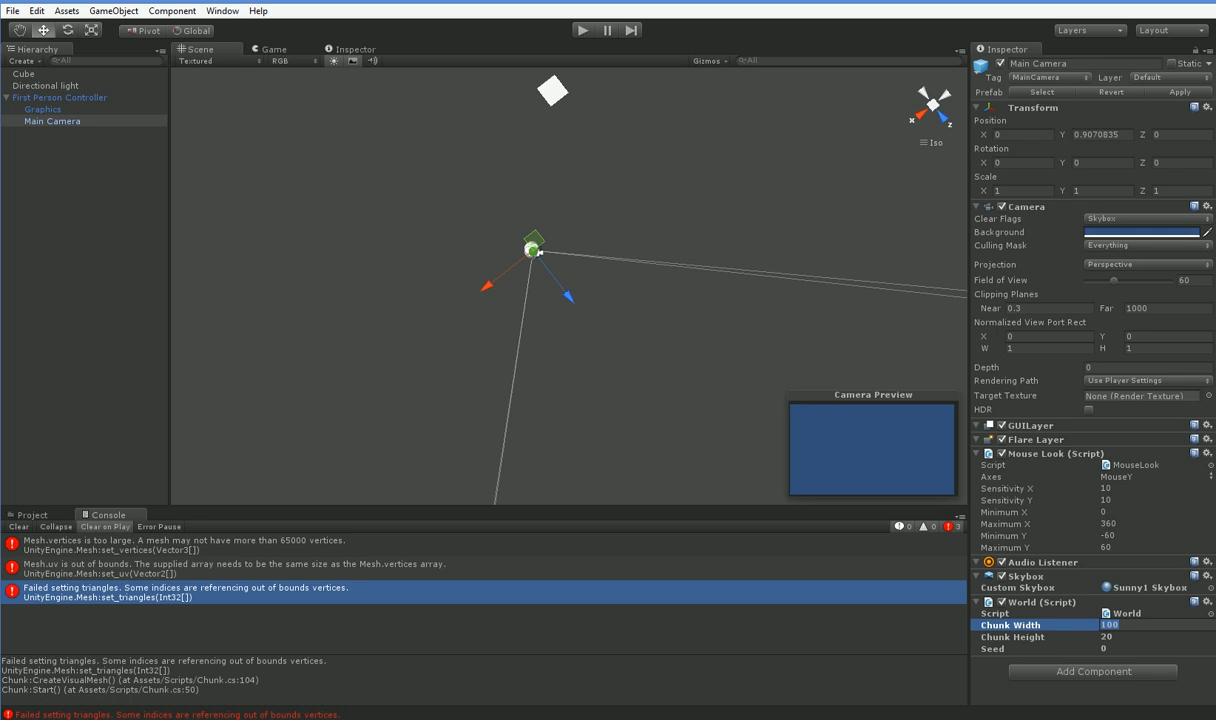 File Edit Assets GameObject Component Window Help
Pivot Global Layers Layout
Hierarchy
Create All
Cube
Directional light
First Person Controller
Graphics
Main Camera
Scene Game Inspector
Textured RGB Gizmos All
x z
Iso
Camera Preview
Project Console
Clear Collapse Clear on Play Error Pause 0 0 3
Mesh.vertices is too large. A mesh may not have more than 65000 vertices.
UnityEngine.Mesh:set_vertices(Vector3[])
Mesh.uv is out of bounds. The supplied array needs to be the same size as the Mesh.vertices array.
UnityEngine.Mesh:set_uv(Vector2[])
Failed setting triangles. Some indices are referencing out of bounds vertices.
UnityEngine.Mesh:set_triangles(Int32[])
Failed setting triangles. Some indices are referencing out of bounds vertices.
UnityEngine.Mesh:set_triangles(Int32[])
Chunk:CreateVisualMesh() (at Assets/Scripts/Chunk.cs:104)
Chunk:Start() (at Assets/Scripts/Chunk.cs:50)
Failed setting triangles. Some indices are referencing out of bounds vertices.
Inspector
Main Camera Static
Tag MainCamera Layer Default
Prefab Select Revert Apply
Transform
Position
X 0 Y 0.9070835 Z 0
Rotation
X 0 Y 0 Z 0
Scale
X 1 Y 1 Z 1
Camera
Clear Flags Skybox
Background
Culling Mask Everything
Projection Perspective
Field of View 60
Clipping Planes
Near 0.3 Far 1000
Normalized View Port Rect
X 0 Y 0
W 1 H 1
Depth 0
Rendering Path Use Player Settings
Target Texture None (Render Texture)
HDR
GUILayer
Flare Layer
Mouse Look (Script)
Script MouseLook
Axes MouseY
Sensitivity X 10
Sensitivity Y 10
Minimum X 0
Maximum X 360
Minimum Y -60
Maximum Y 60
Audio Listener
Skybox
Custom Skybox Sunny1 Skybox
World (Script)
Script World
Chunk Width 100
Chunk Height 20
Seed 0
Add Component